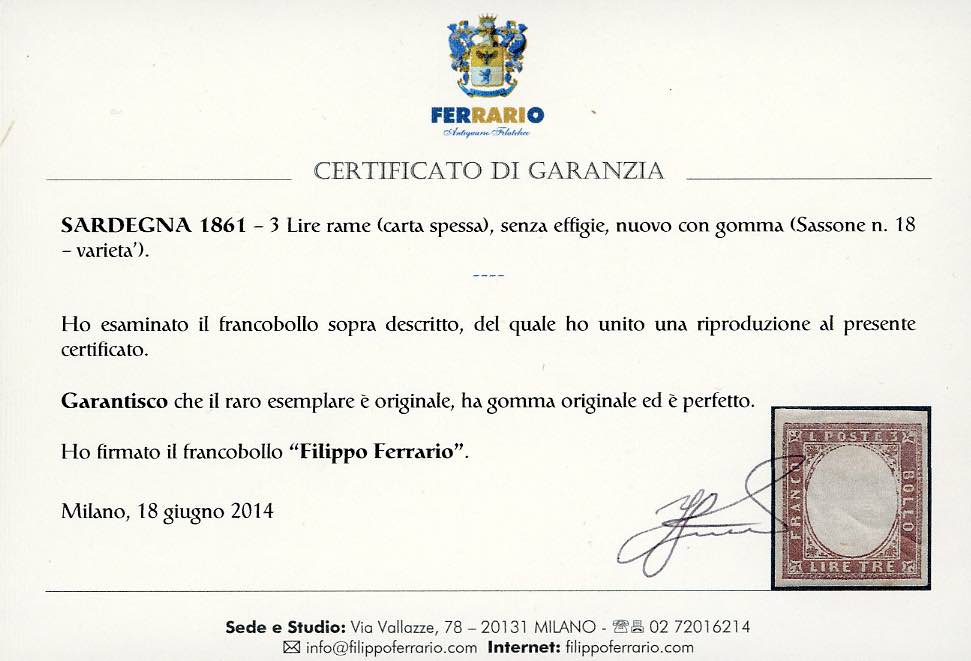 FERRARIO
Antiquario Filatelico
CERTIFICATO DI GARANZIA
SARDEGNA 1861 – 3 Lire rame (carta spessa), senza effigie, nuovo con gomma (Sassone n. 18
– varieta’).
----
Ho esaminato il francobollo sopra descritto, del quale ho unito una riproduzione al presente
certificato.
Garantisco che il raro esemplare è originale, ha gomma originale ed è perfetto.
Ho firmato il francobollo “Filippo Ferrario”.
Milano, 18 giugno 2014
C. POSTE 3
FRANCO
BOLLO
LIRE TRE
Sede e Studio: Via Vallazze, 78 – 20131 MILANO - ☎ 02 72016214
✉ info@filippoferrario.com Internet: filippoferrario.com